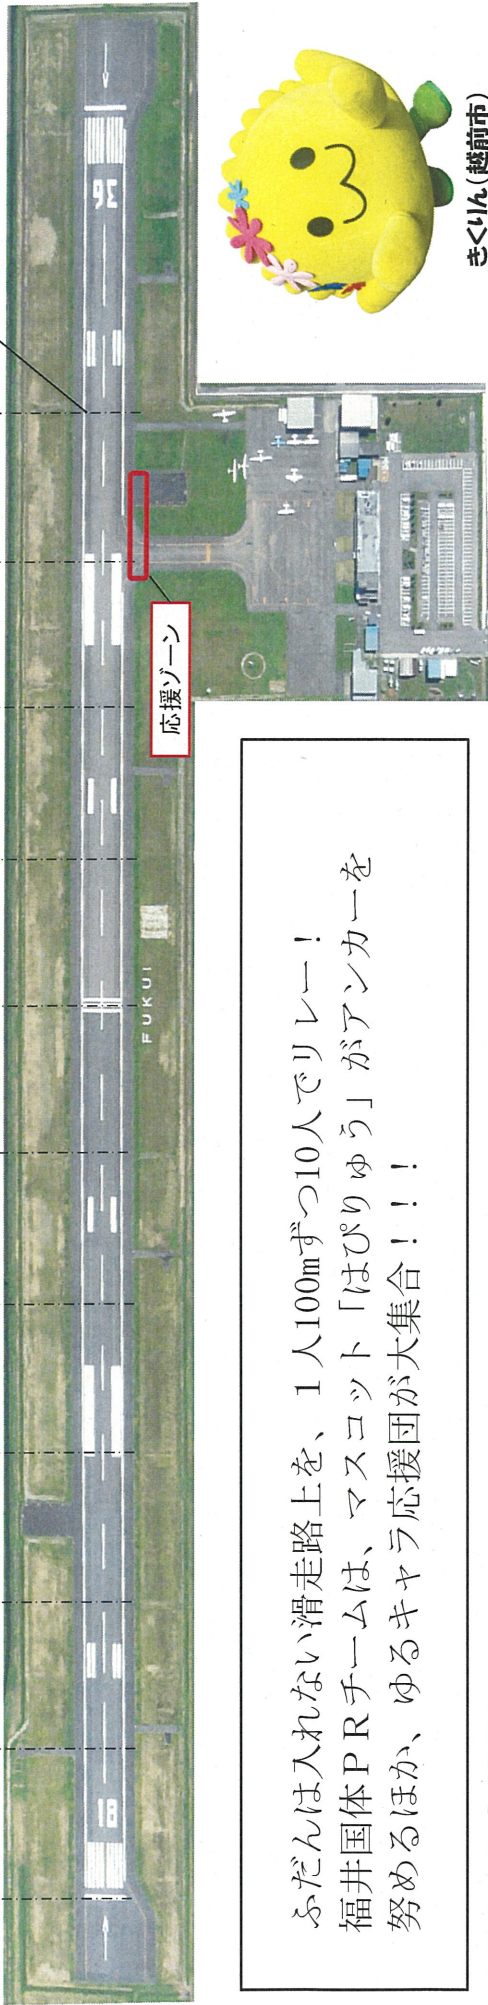 36
応援ゾーン
FUKUI
18
きくりん(越前市)
ふだんは入れない滑走路上を、1人100mずつ10人でリレー！
福井国体PRチームは、マスコット「はぴりゅう」がアンカーを
努めるほか、ゆるキャラ応援団が大集合！！！